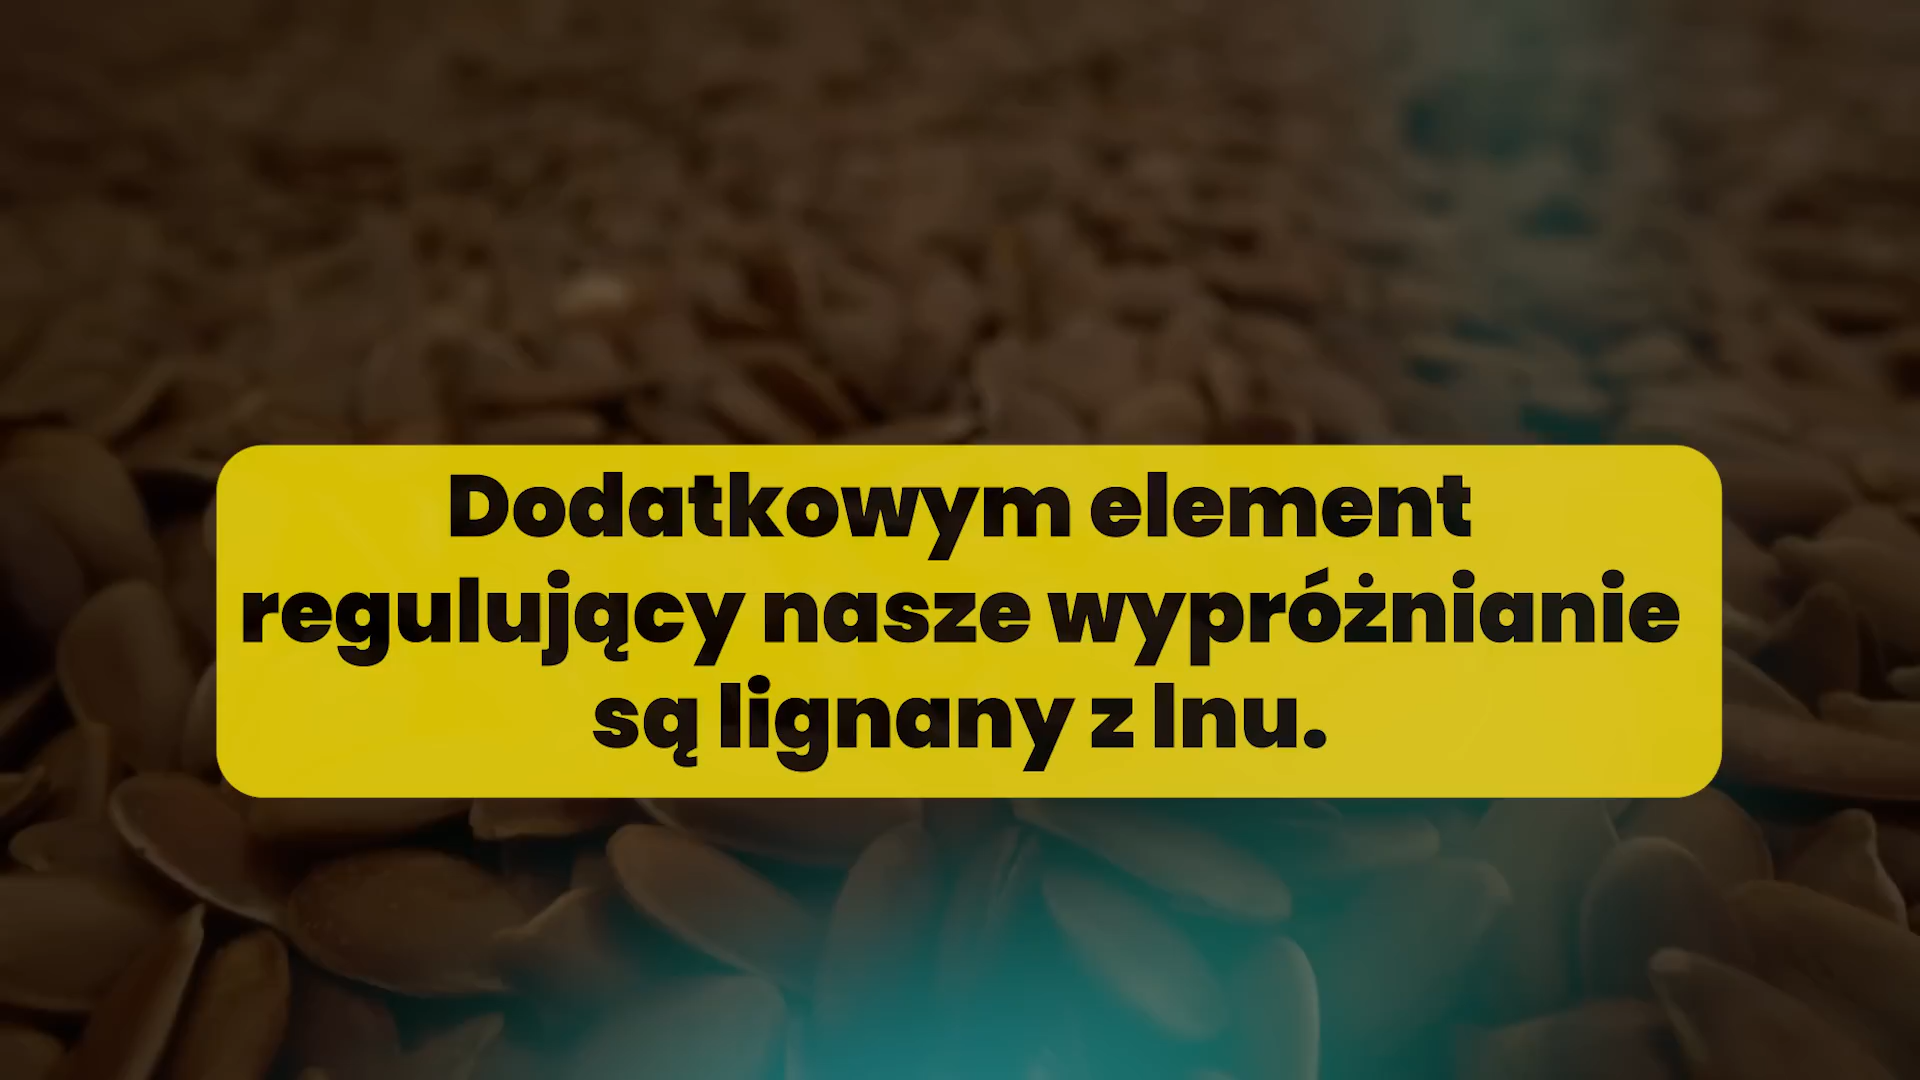 Dodatkowym element
regulujący nasze wypróżnianie
są lignany z lnu.